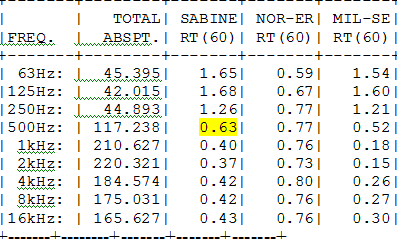 +-------+--------+-------+-------+-------+
| | TOTAL| SABINE| NOR-ER| MIL-SE
|FREQ. | ABSPT.| RT(60)| RT(60)| RT(60)|
+-------+--------+-------+-------+-------+
| 63Hz: | 45.395| 1.65| 0.59| 1.54|
| 125Hz: | 42.015| 1.68| 0.67| 1.60|
| 250Hz: | 44.893| 1.26| 0.77| 1.21|
| 500Hz: | 117.238| 0.63| 0.77| 0.52|
| 1kHz: | 210.627| 0.40| 0.76| 0.18|
| 2kHz: | 220.321| 0.37| 0.73| 0.15|
| 4kHz: | 184.574| 0.42| 0.80| 0.26|
| 8kHz: | 175.031| 0.42| 0.76| 0.27|
| 16kHz: | 165.627| 0.43| 0.76| 0.30|
+-------+--------+-------+-------+-------+